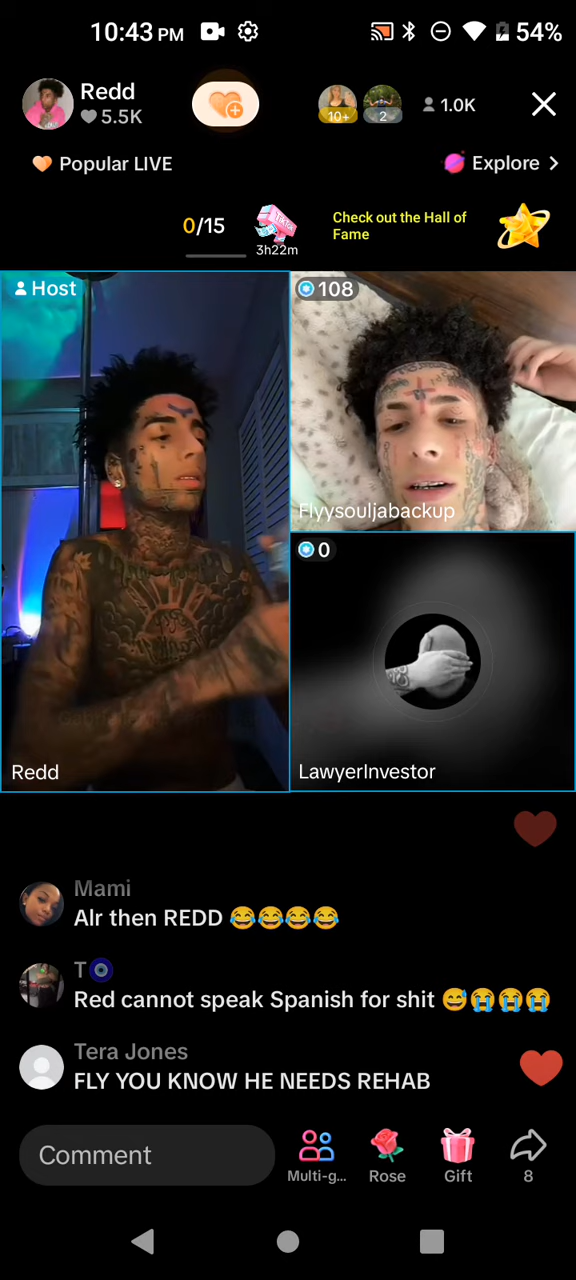 10:43 PM
54%
Redd
5.5K
10+
2
1.0K
Popular LIVE
Explore >
0/15
TikTok
3h22m
Check out the Hall of
Fame
Host
108
Flyysouljabackup
0
Redd
LawyerInvestor
Mami
Alr then REDD 😂😂😂😂
T🧿
Red cannot speak Spanish for shit 😅😭😭😭
Tera Jones
FLY YOU KNOW HE NEEDS REHAB
Comment
Multi-g...
Rose
Gift
8